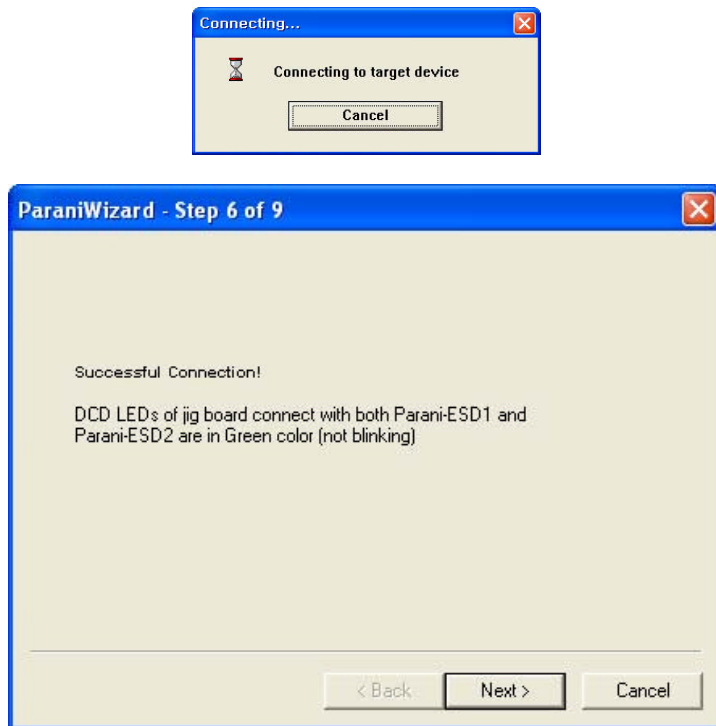 Connecting...
Connecting to target device
Cancel
ParaniWizard - Step 6 of 9
Successful Connection!
DCD LEDs of jig board connect with both Parani-ESD1 and
Parani-ESD2 are in Green color (not blinking)
< Back
Next >
Cancel